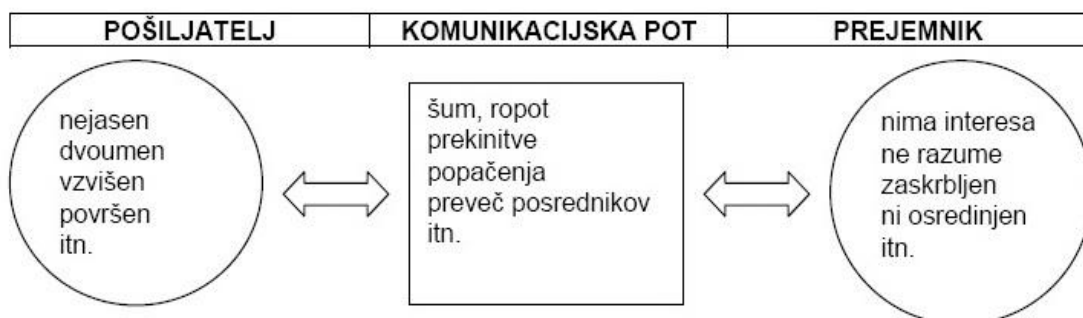 POŠILJATELJ KOMUNIKACIJSKA POT PREJEMNIK
nejasen
dvoumen
vzvišen
površen
itn.
šum, ropot
prekinitve
popačenja
preveč posrednikov
itn.
nima interesa
ne razume
zaskrbljen
ni osredinjen
itn.